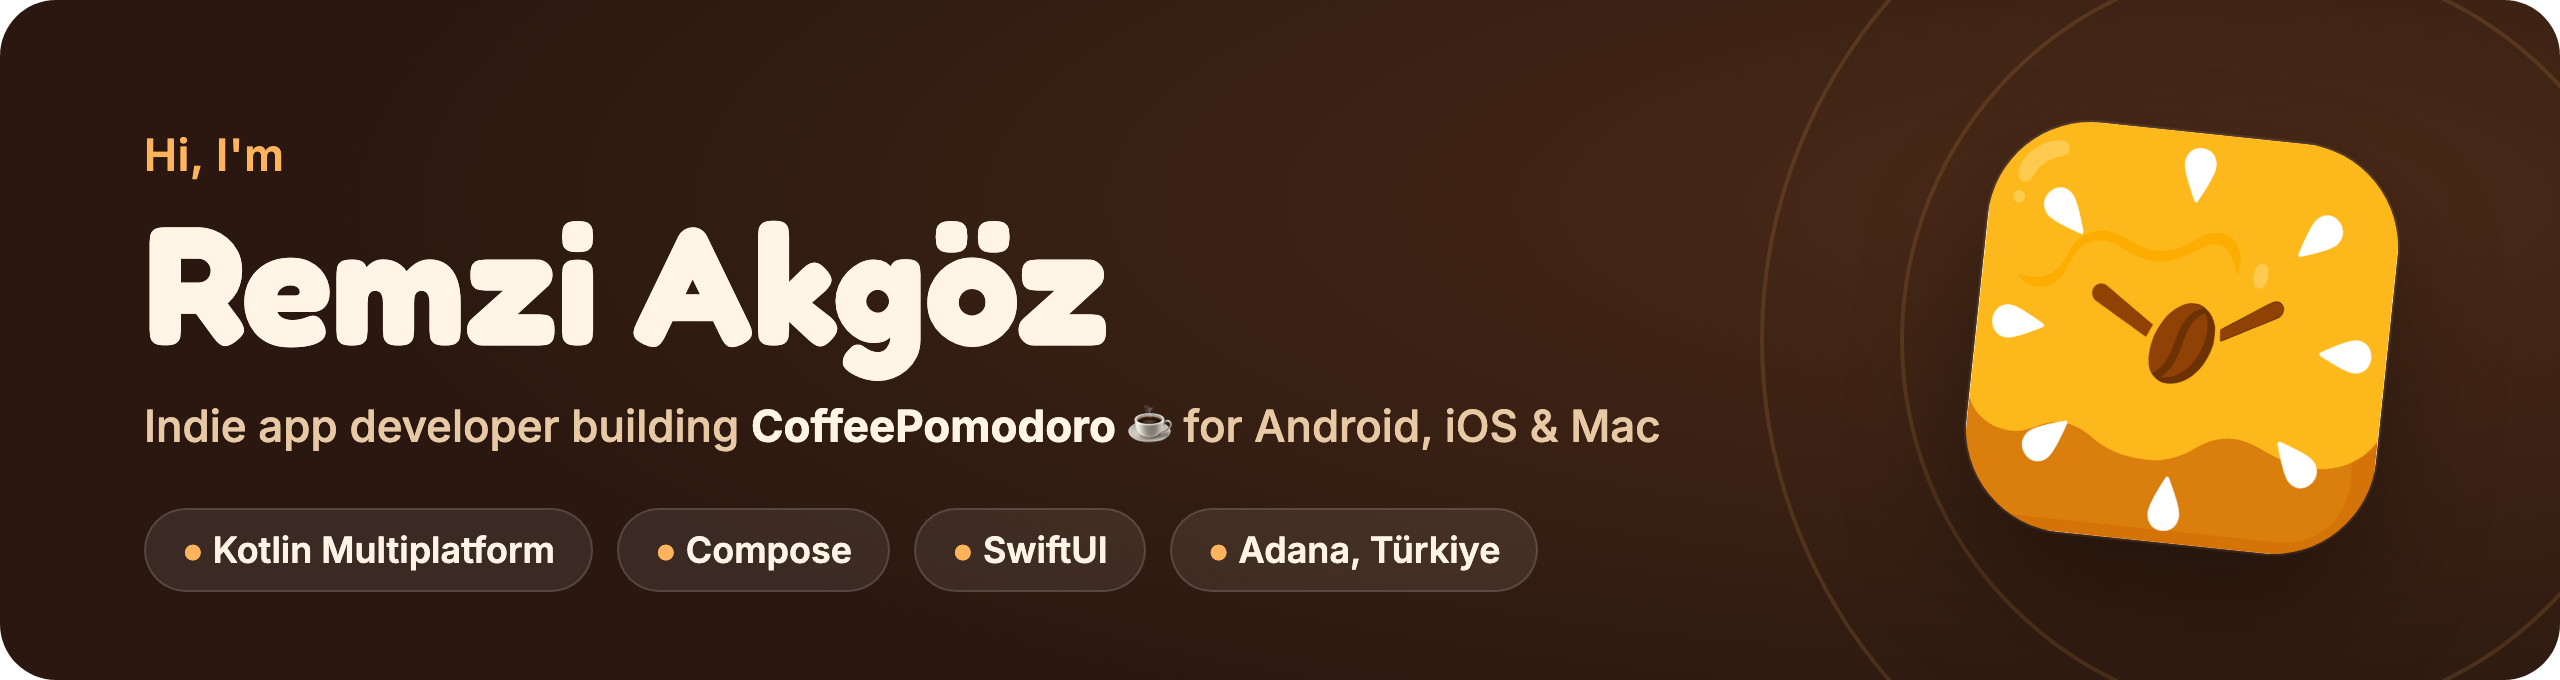 Hi, I'm
Remzi Akgöz
Indie app developer building CoffeePomodoro ☕ for Android, iOS & Mac
• Kotlin Multiplatform • Compose • SwiftUI • Adana, Türkiye